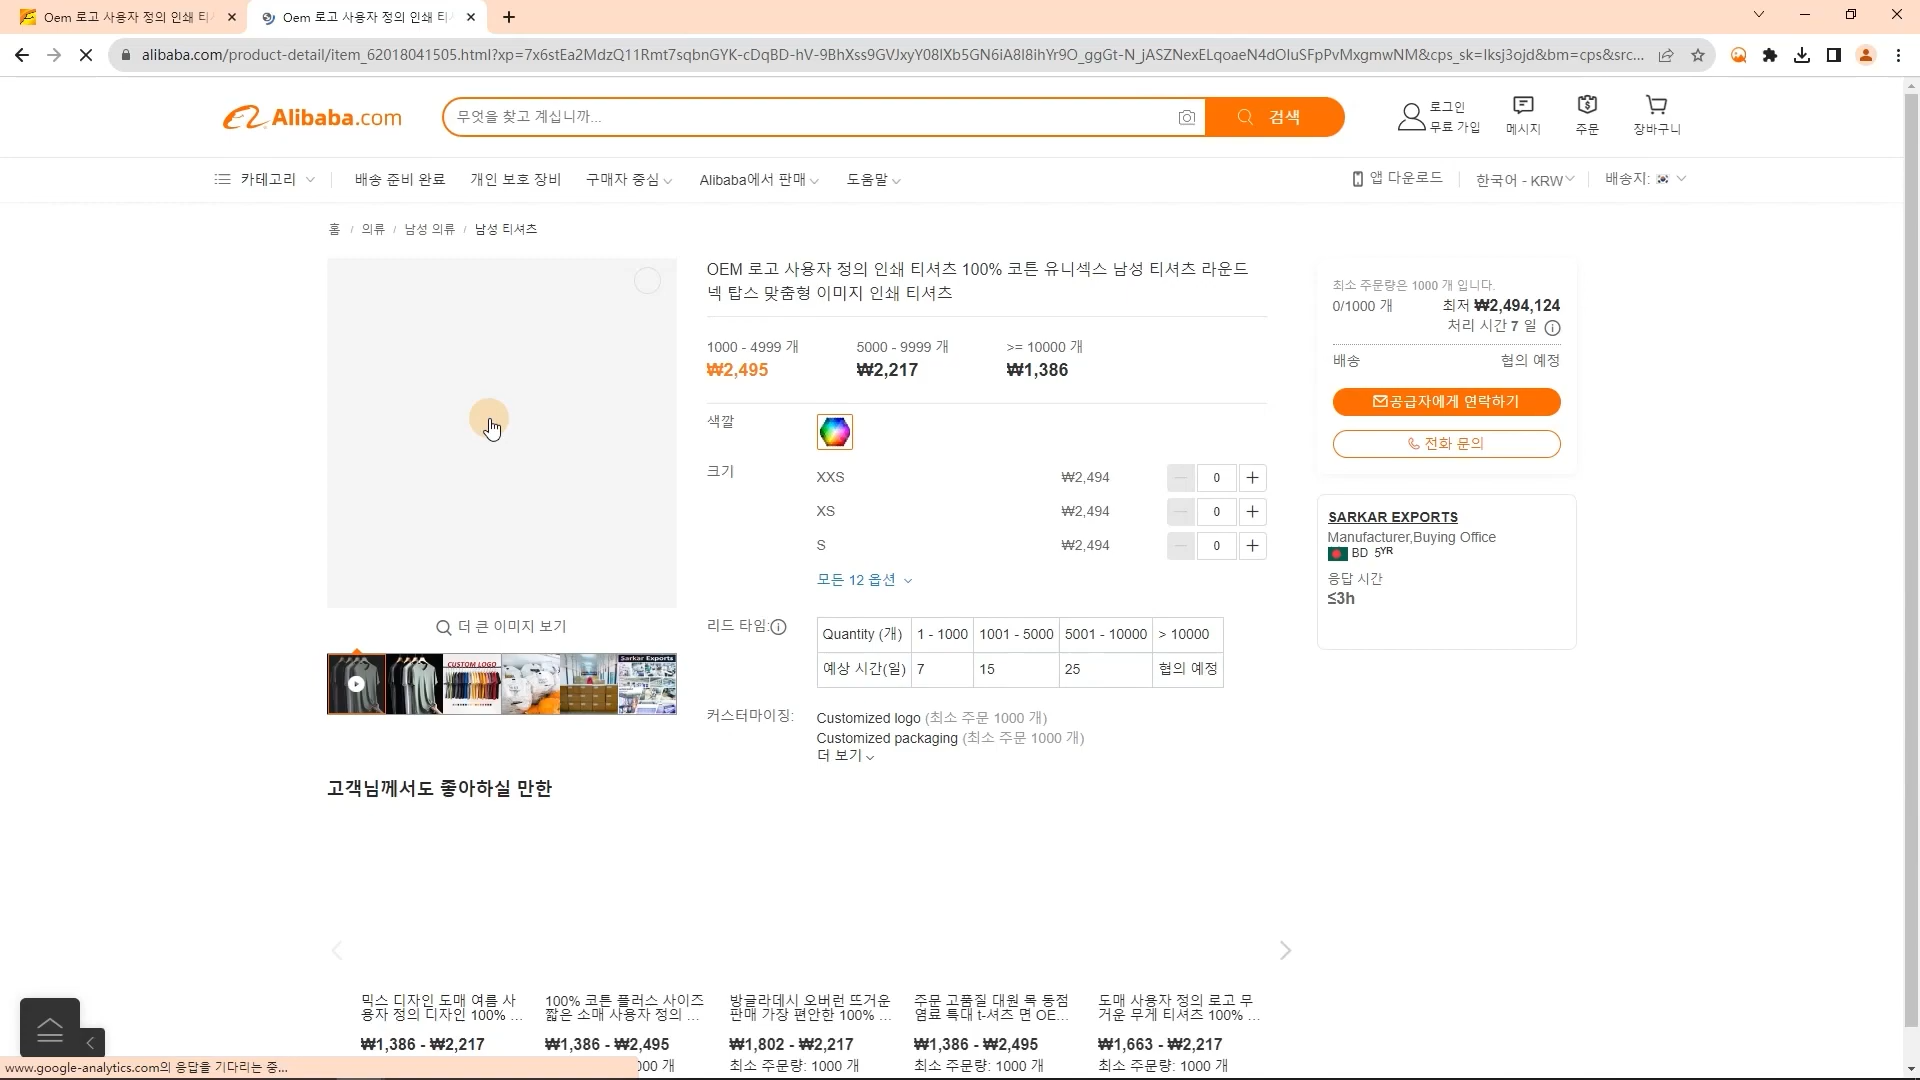 Oem 로고 사용자 정의 인쇄 티
Oem 로고 사용자 정의 인쇄 티
alibaba.com/product-detail/item_62018041505.html?xp=7x6stEa2MdzQ11Rmt7sqbnGYK-cDqBD-hV-9BhXss9GVJxyY08lXb5GN6iA8I8ihYr9O_ggGt-N_jASZNexELqoaeN4dOIuSFpPvMxgmwNM&cps_sk=Iksj3ojd&bm=cps&src...
Alibaba.com
무엇을 찾고 계십니까...
검색
로그인
무료 가입
메시지
주문
장바구니
카테고리
배송 준비 완료
개인 보호 장비
구매자 중심
Alibaba에서 판매
도움말
앱 다운로드
한국어 - KRW
배송지:
홈 / 의류 / 남성 의류 / 남성 티셔츠
OEM 로고 사용자 정의 인쇄 티셔츠 100% 코튼 유니섹스 남성 티셔츠 라운드
넥 탑스 맞춤형 이미지 인쇄 티셔츠
1000 - 4999 개 5000 - 9999 개 >= 10000 개
₩2,495 ₩2,217 ₩1,386
색깔
크기
XXS ₩2,494 0
XS ₩2,494 0
S ₩2,494 0
모든 12 옵션
리드 타임:
Quantity (개) 1 - 1000 1001 - 5000 5001 - 10000 > 10000
예상 시간(일) 7 15 25 협의 예정
커스터마이징:
Customized logo (최소 주문 1000 개)
Customized packaging (최소 주문 1000 개)
더 보기
최소 주문량은 1000 개 입니다.
0/1000 개 최저 ₩2,494,124
처리 시간 7 일
배송 협의 예정
공급자에게 연락하기
전화 문의
SARKAR EXPORTS
Manufacturer,Buying Office
BD 5YR
응답 시간
≤3h
더 큰 이미지 보기
CUSTOM LOGO
Sarkar Exports
고객님께서도 좋아하실 만한
믹스 디자인 도매 여름 사
용자 정의 디자인 100% ...
₩1,386 - ₩2,217
100% 코튼 플러스 사이즈
짧은 소매 사용자 정의 ...
₩1,386 - ₩2,495
000 개
방글라데시 오버런 뜨거운
판매 가장 편안한 100% ...
₩1,802 - ₩2,217
최소 주문량: 1000 개
주문 고품질 대원 목 동점
염료 특대 t-셔츠 면 OE...
₩1,386 - ₩2,495
최소 주문량: 1000 개
도매 사용자 정의 로고 무
거운 무게 티셔츠 100% ...
₩1,663 - ₩2,217
최소 주문량: 1000 개
www.google-analytics.com의 응답을 기다리는 중...